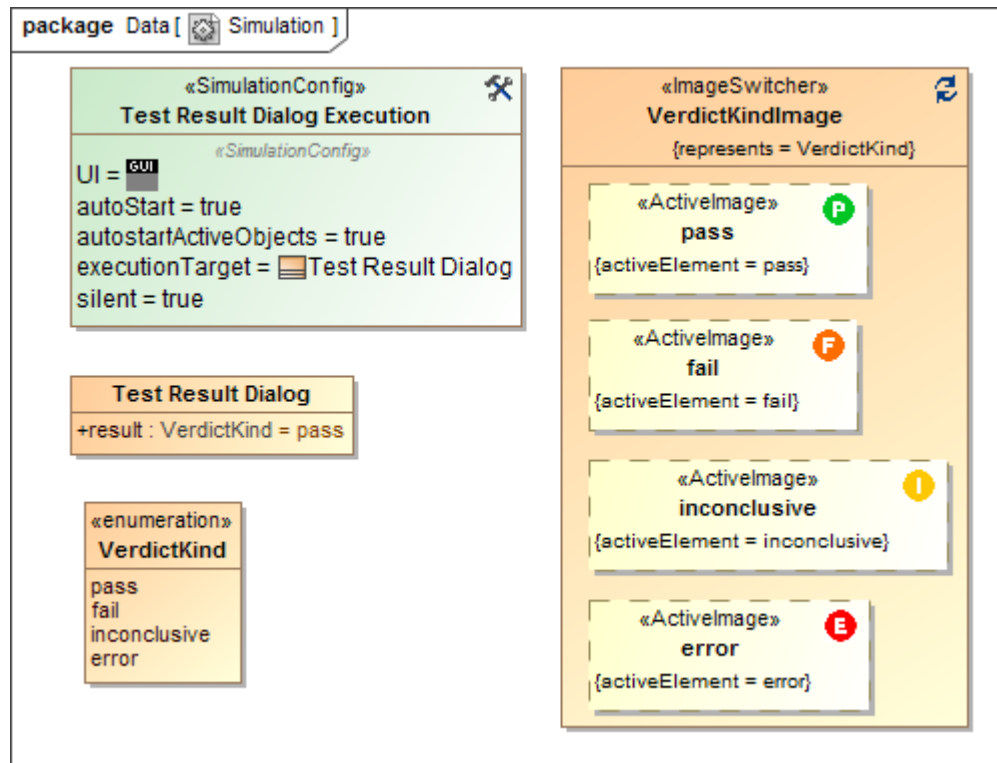 package Data [ Simulation ]
«SimulationConfig»
Test Result Dialog Execution
«SimulationConfig»
UI = GUI
autoStart = true
autostartActiveObjects = true
executionTarget = Test Result Dialog
silent = true
Test Result Dialog
+result : VerdictKind = pass
«enumeration»
VerdictKind
pass
fail
inconclusive
error
«ImageSwitcher»
VerdictKindImage
{represents = VerdictKind}
«ActiveImage» P
pass
{activeElement = pass}
«ActiveImage» F
fail
{activeElement = fail}
«ActiveImage» I
inconclusive
{activeElement = inconclusive}
«ActiveImage» E
error
{activeElement = error}